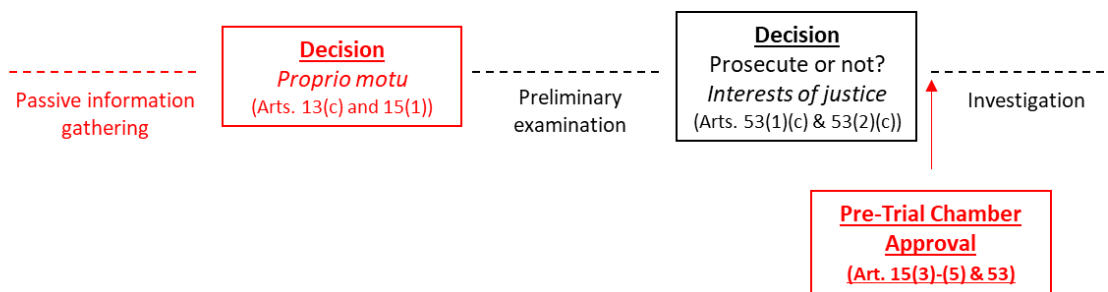 Decision
Proprio motu
(Arts. 13(c) and 15(1))
Passive information
gathering
Preliminary
examination
Decision
Prosecute or not?
Interests of justice
(Arts. 53(1)(c) & 53(2)(c))
Investigation
Pre-Trial Chamber
Approval
(Art. 15(3)-(5) & 53)